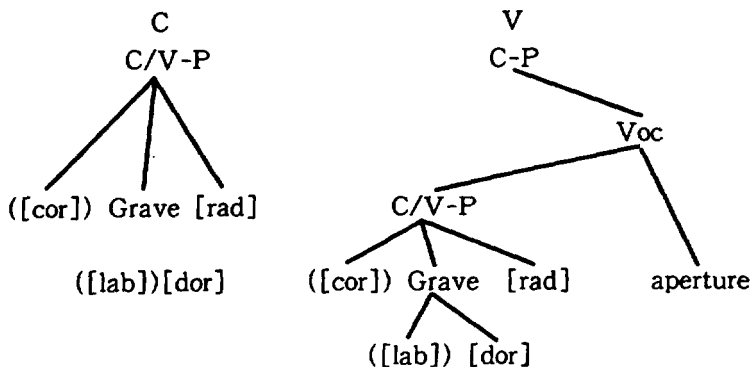 C
C/V-P
([cor]) Grave [rad]
([lab])[dor]
V
C-P
Voc
C/V-P
([cor]) Grave [rad] aperture
([lab]) [dor]